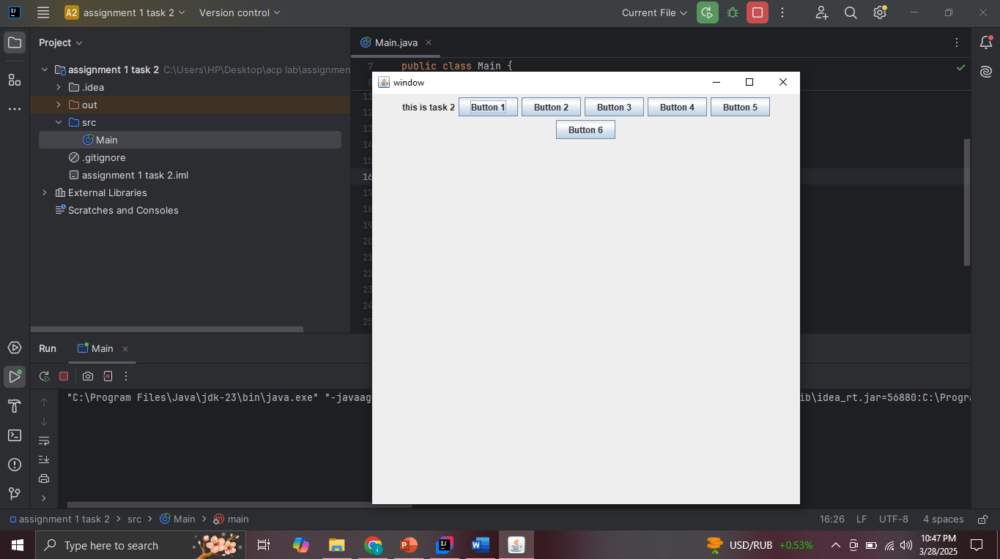 A2 assignment 1 task 2 Version control Current File
Project
Main.java
assignment 1 task 2 C:\Users\HP\Desktop\acp lab\assignmen
.idea
out
src
Main
.gitignore
assignment 1 task 2.iml
External Libraries
Scratches and Consoles
7 public class Main {
8
11
12
13
14
15
16
17
18
19
20
21
22
23
24
25
window
this is task 2 Button 1 Button 2 Button 3 Button 4 Button 5
Button 6
Run Main
"C:\Program Files\Java\jdk-23\bin\java.exe" "-javaag
ib\idea_rt.jar=56880:C:\Progra
assignment 1 task 2 > src > Main > main 16:26 LF UTF-8 4 spaces
Type here to search
USD/RUB +0.53%
10:47 PM
3/28/2025